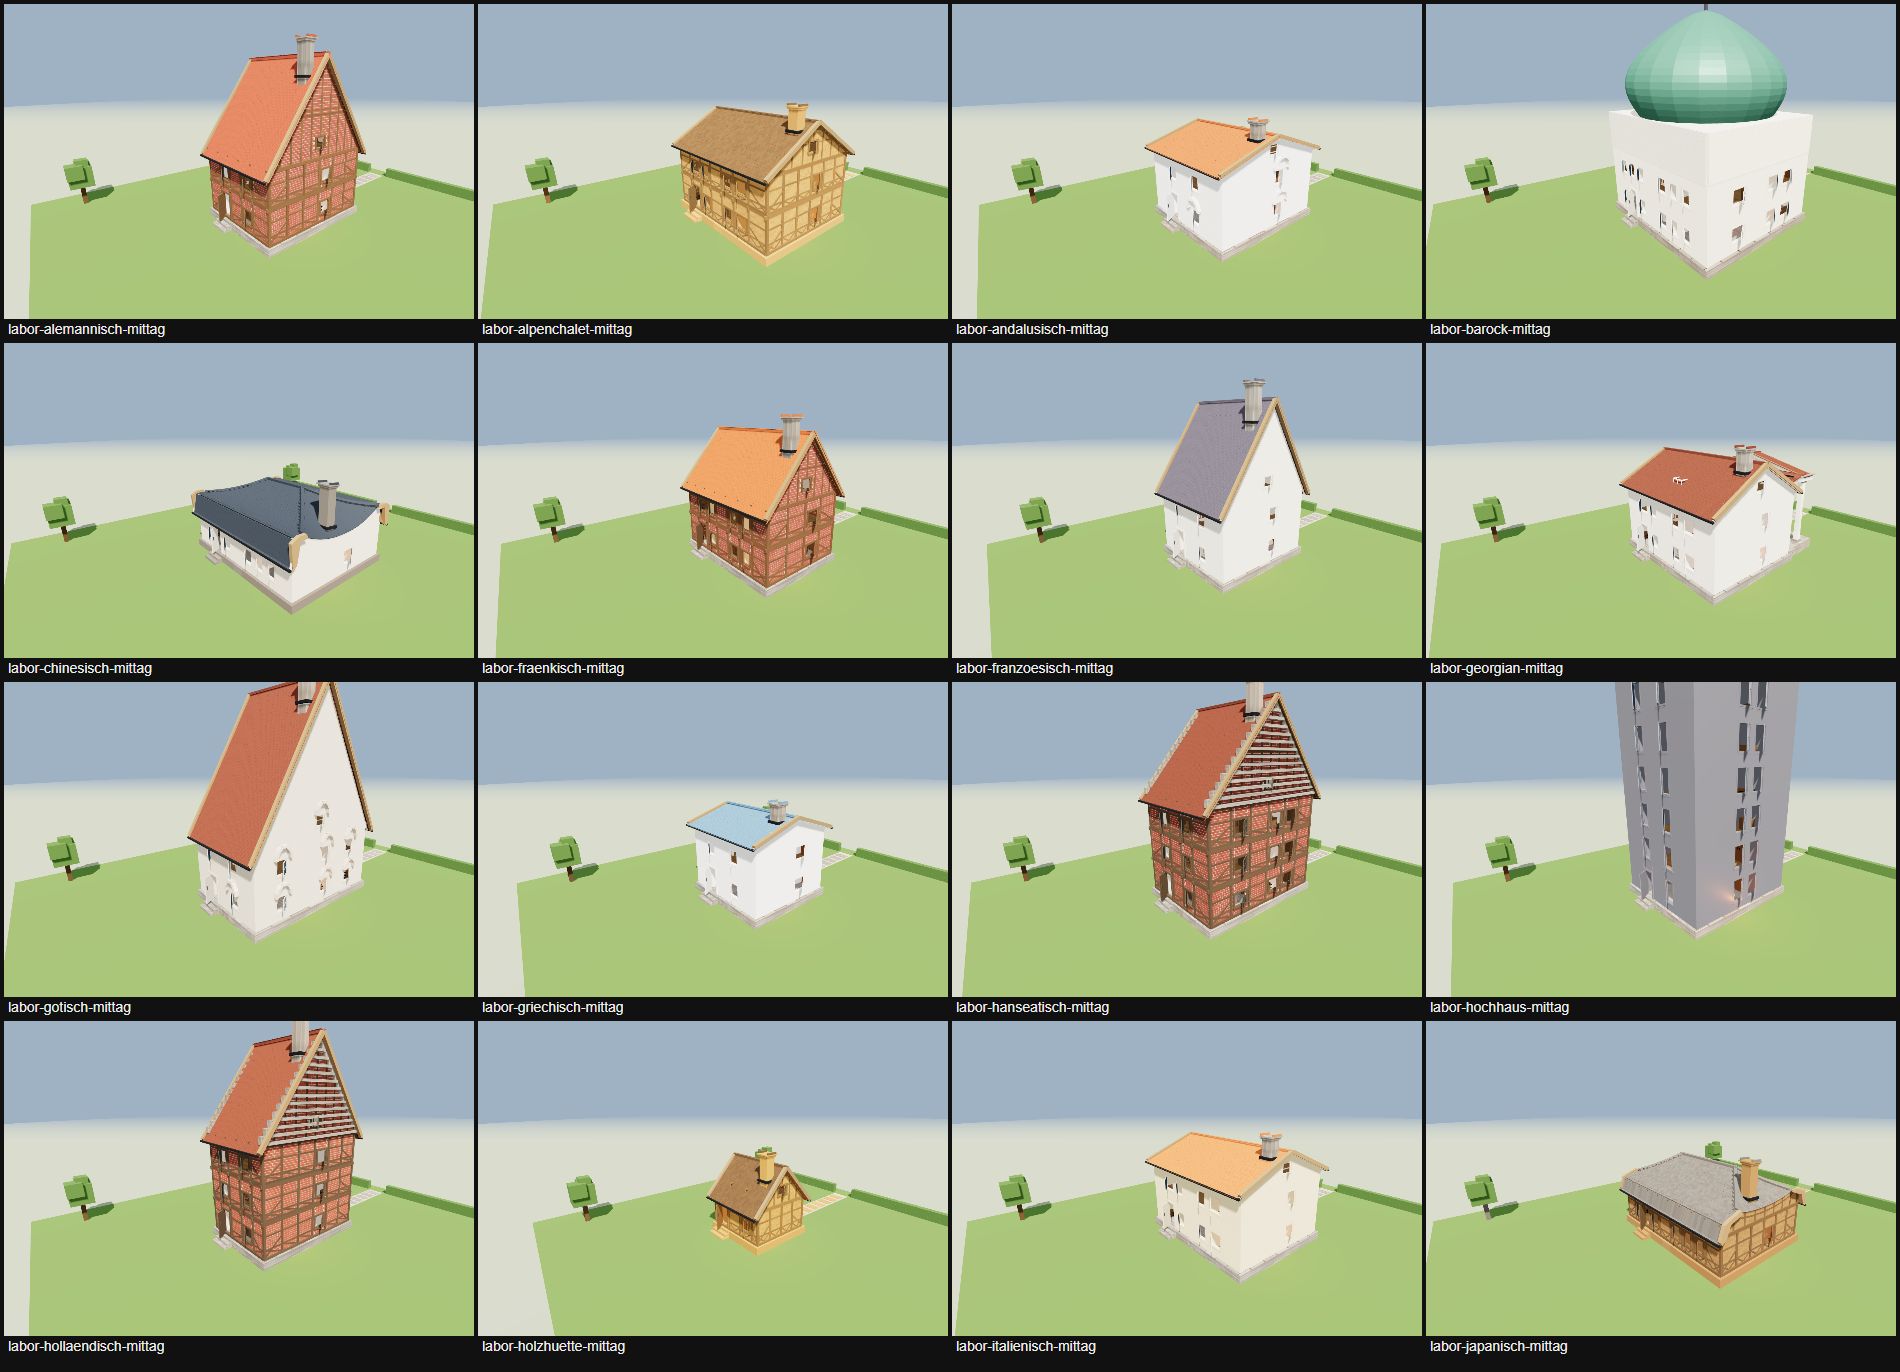 labor-alemannisch-mittag
labor-alpenchalet-mittag
labor-andalusisch-mittag
labor-barock-mittag
labor-chinesisch-mittag
labor-fraenkisch-mittag
labor-franzoesisch-mittag
labor-georgian-mittag
labor-gotisch-mittag
labor-griechisch-mittag
labor-hanseatisch-mittag
labor-hochhaus-mittag
labor-hollaendisch-mittag
labor-holzhuette-mittag
labor-italienisch-mittag
labor-japanisch-mittag